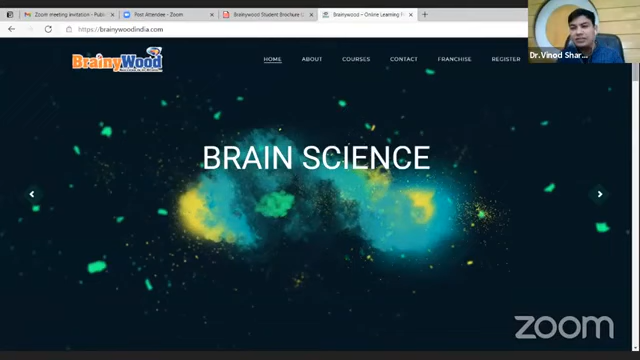 Zoom meeting invitation - Publi
Post Attendee - Zoom
Brainywood Student Brochure L
Brainywood – Online Learning P
https://brainywoodindia.com
BrainyWood
HOME
ABOUT
COURSES
CONTACT
FRANCHISE
REGISTER
Dr.Vinod Shar...
BRAIN SCIENCE
zoom